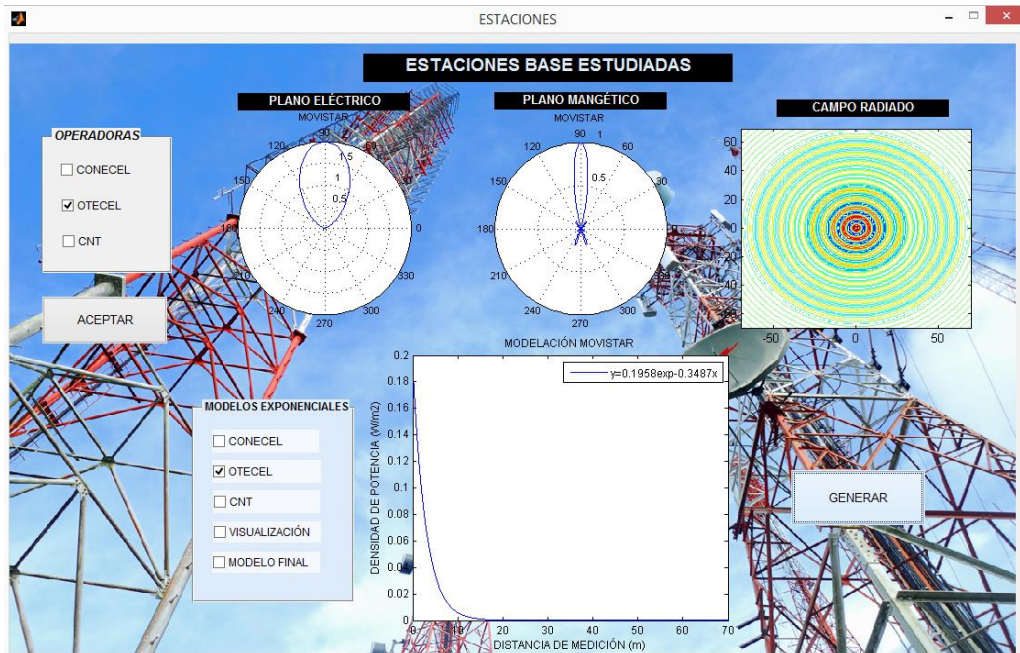 ESTACIONES
ESTACIONES BASE ESTUDIADAS
OPERADORAS
CONECEL
OTECEL
CNT
ACEPTAR
PLANO ELÉCTRICO
MOVISTAR
90
120
60
1.5
150
1
0.5
180
0
210
330
240
300
270
PLANO MANGÉTICO
MOVISTAR
90
1
120
60
0.5
150
30
180
210
330
240
300
270
CAMPO RADIADO
60
40
20
0
-20
-40
-50
0
50
MODELOS EXPONENCIALES
CONECEL
OTECEL
CNT
VISUALIZACIÓN
MODELO FINAL
MODELACIÓN MOVISTAR
y=0.1958exp-0.3487x
DENSIDAD DE POTENCIA (W/m2)
0.2
0.18
0.16
0.14
0.12
0.1
0.08
0.06
0.04
0.02
0
0
10
20
30
40
50
60
70
DISTANCIA DE MEDICIÓN (m)
GENERAR